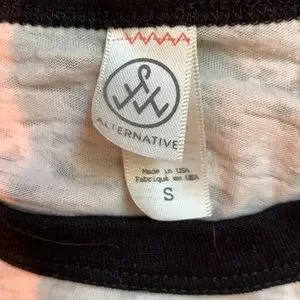 ALTERNATIVE
Made in USA
Fabriqué en USA
S